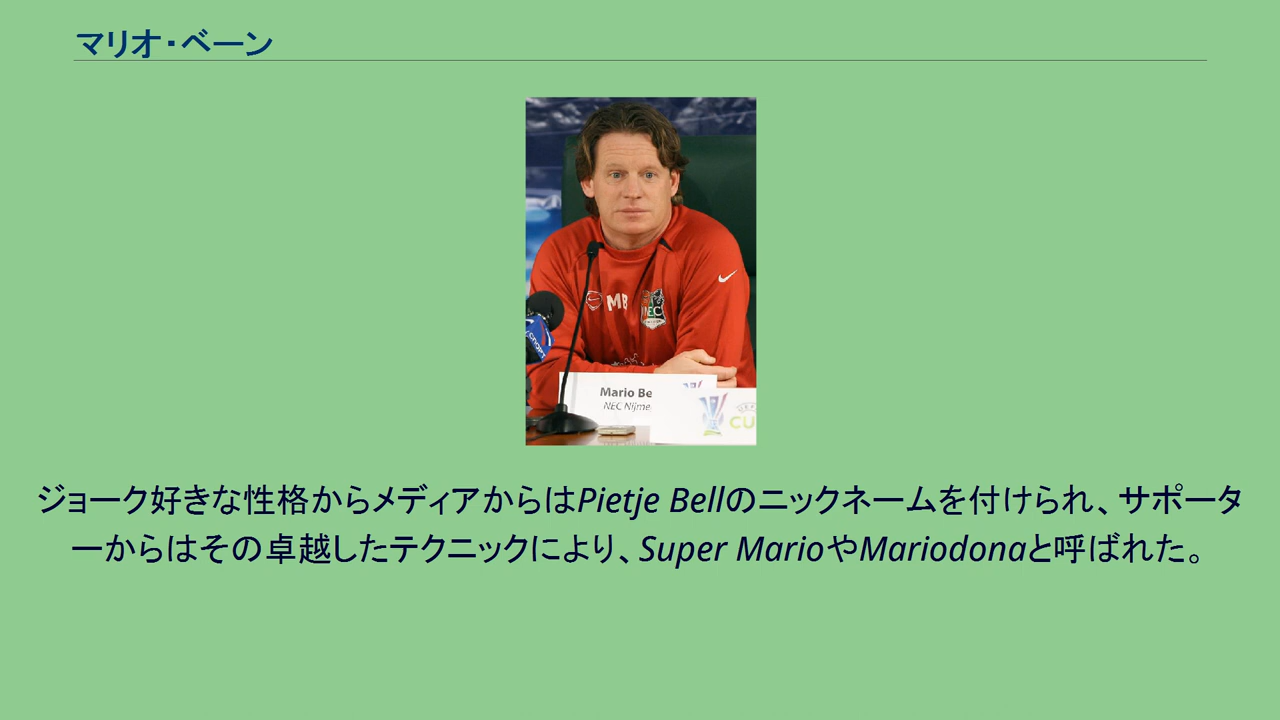 マリオ・ベーン
MB
NEC
Mario Be
NEC Nijme
CU
ジョーク好きな性格からメディアからはPietje Bellのニックネームを付けられ、サポータ
ーからはその卓越したテクニックにより、Super MarioやMariodonaと呼ばれた。